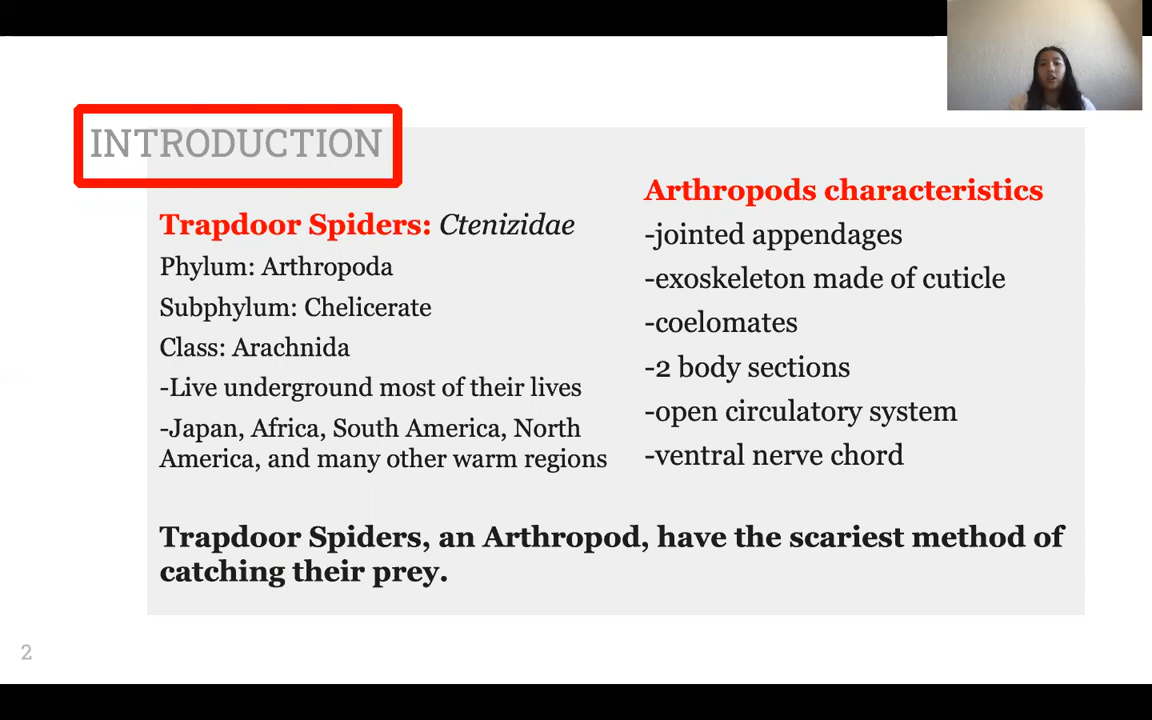 INTRODUCTION
Trapdoor Spiders: Ctenizidae
Phylum: Arthropoda
Subphylum: Chelicerate
Class: Arachnida
-Live underground most of their lives
-Japan, Africa, South America, North
America, and many other warm regions
Arthropods characteristics
-jointed appendages
-exoskeleton made of cuticle
-coelomates
-2 body sections
-open circulatory system
-ventral nerve chord
Trapdoor Spiders, an Arthropod, have the scariest method of
catching their prey.
2